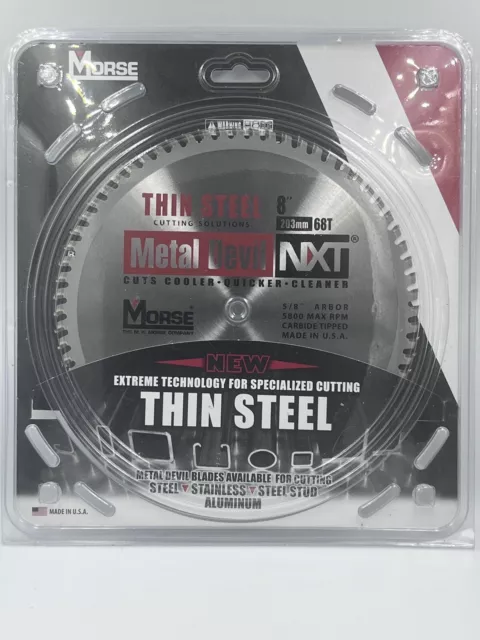 MORSE
WARNING
THIN STEEL
CUTTING SOLUTIONS
8"
203mm 68T
Metal Devil NXT®
CUTS COOLER • QUICKER • CLEANER
MORSE®
5/8" ARBOR
5800 MAX RPM
CARBIDE TIPPED
MADE IN U.S.A.
NEW
EXTREME TECHNOLOGY FOR SPECIALIZED CUTTING
THIN STEEL
METAL DEVIL BLADES AVAILABLE FOR CUTTING
STEEL STAINLESS STEEL STUD
ALUMINUM
MADE IN U.S.A.